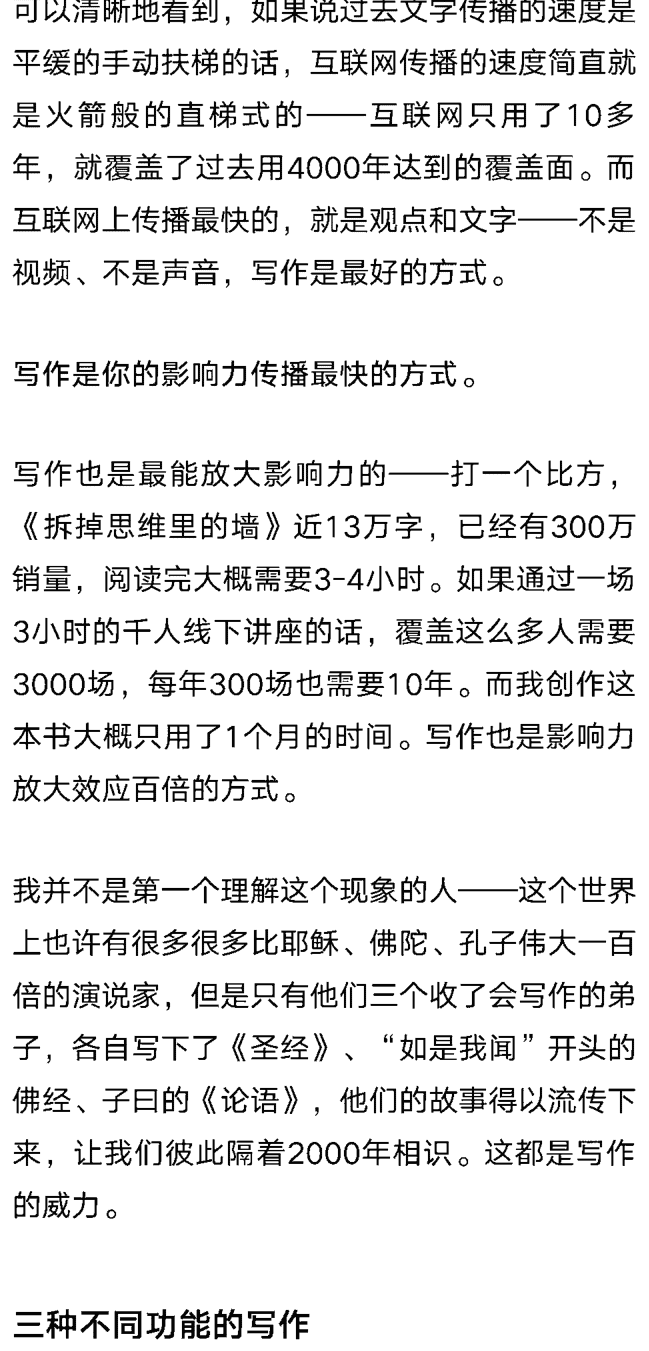 可以清晰地看到，如果说过去文字传播的速度是
平缓的手动扶梯的话，互联网传播的速度简直就
是火箭般的直梯式的——互联网只用了10多
年，就覆盖了过去用4000年达到的覆盖面。而
互联网上传播最快的，就是观点和文字——不是
视频、不是声音，写作是最好的方式。
写作是你的影响力传播最快的方式。
写作也是最能放大影响力的——打一个比方，
《拆掉思维里的墙》近13万字，已经有300万
销量，阅读完大概需要3-4小时。如果通过一场
3小时的千人线下讲座的话，覆盖这么多人需要
3000场，每年300场也需要10年。而我创作这
本书大概只用了1个月的时间。写作也是影响力
放大效应百倍的方式。
我并不是第一个理解这个现象的人——这个世界
上也许有很多很多比耶稣、佛陀、孔子伟大一百
倍的演说家，但是只有他们三个收了会写作的弟
子，各自写下了《圣经》、“如是我闻”开头的
佛经、子曰的《论语》，他们的故事得以流传下
来，让我们彼此隔着2000年相识。这都是写作
的威力。
三种不同功能的写作